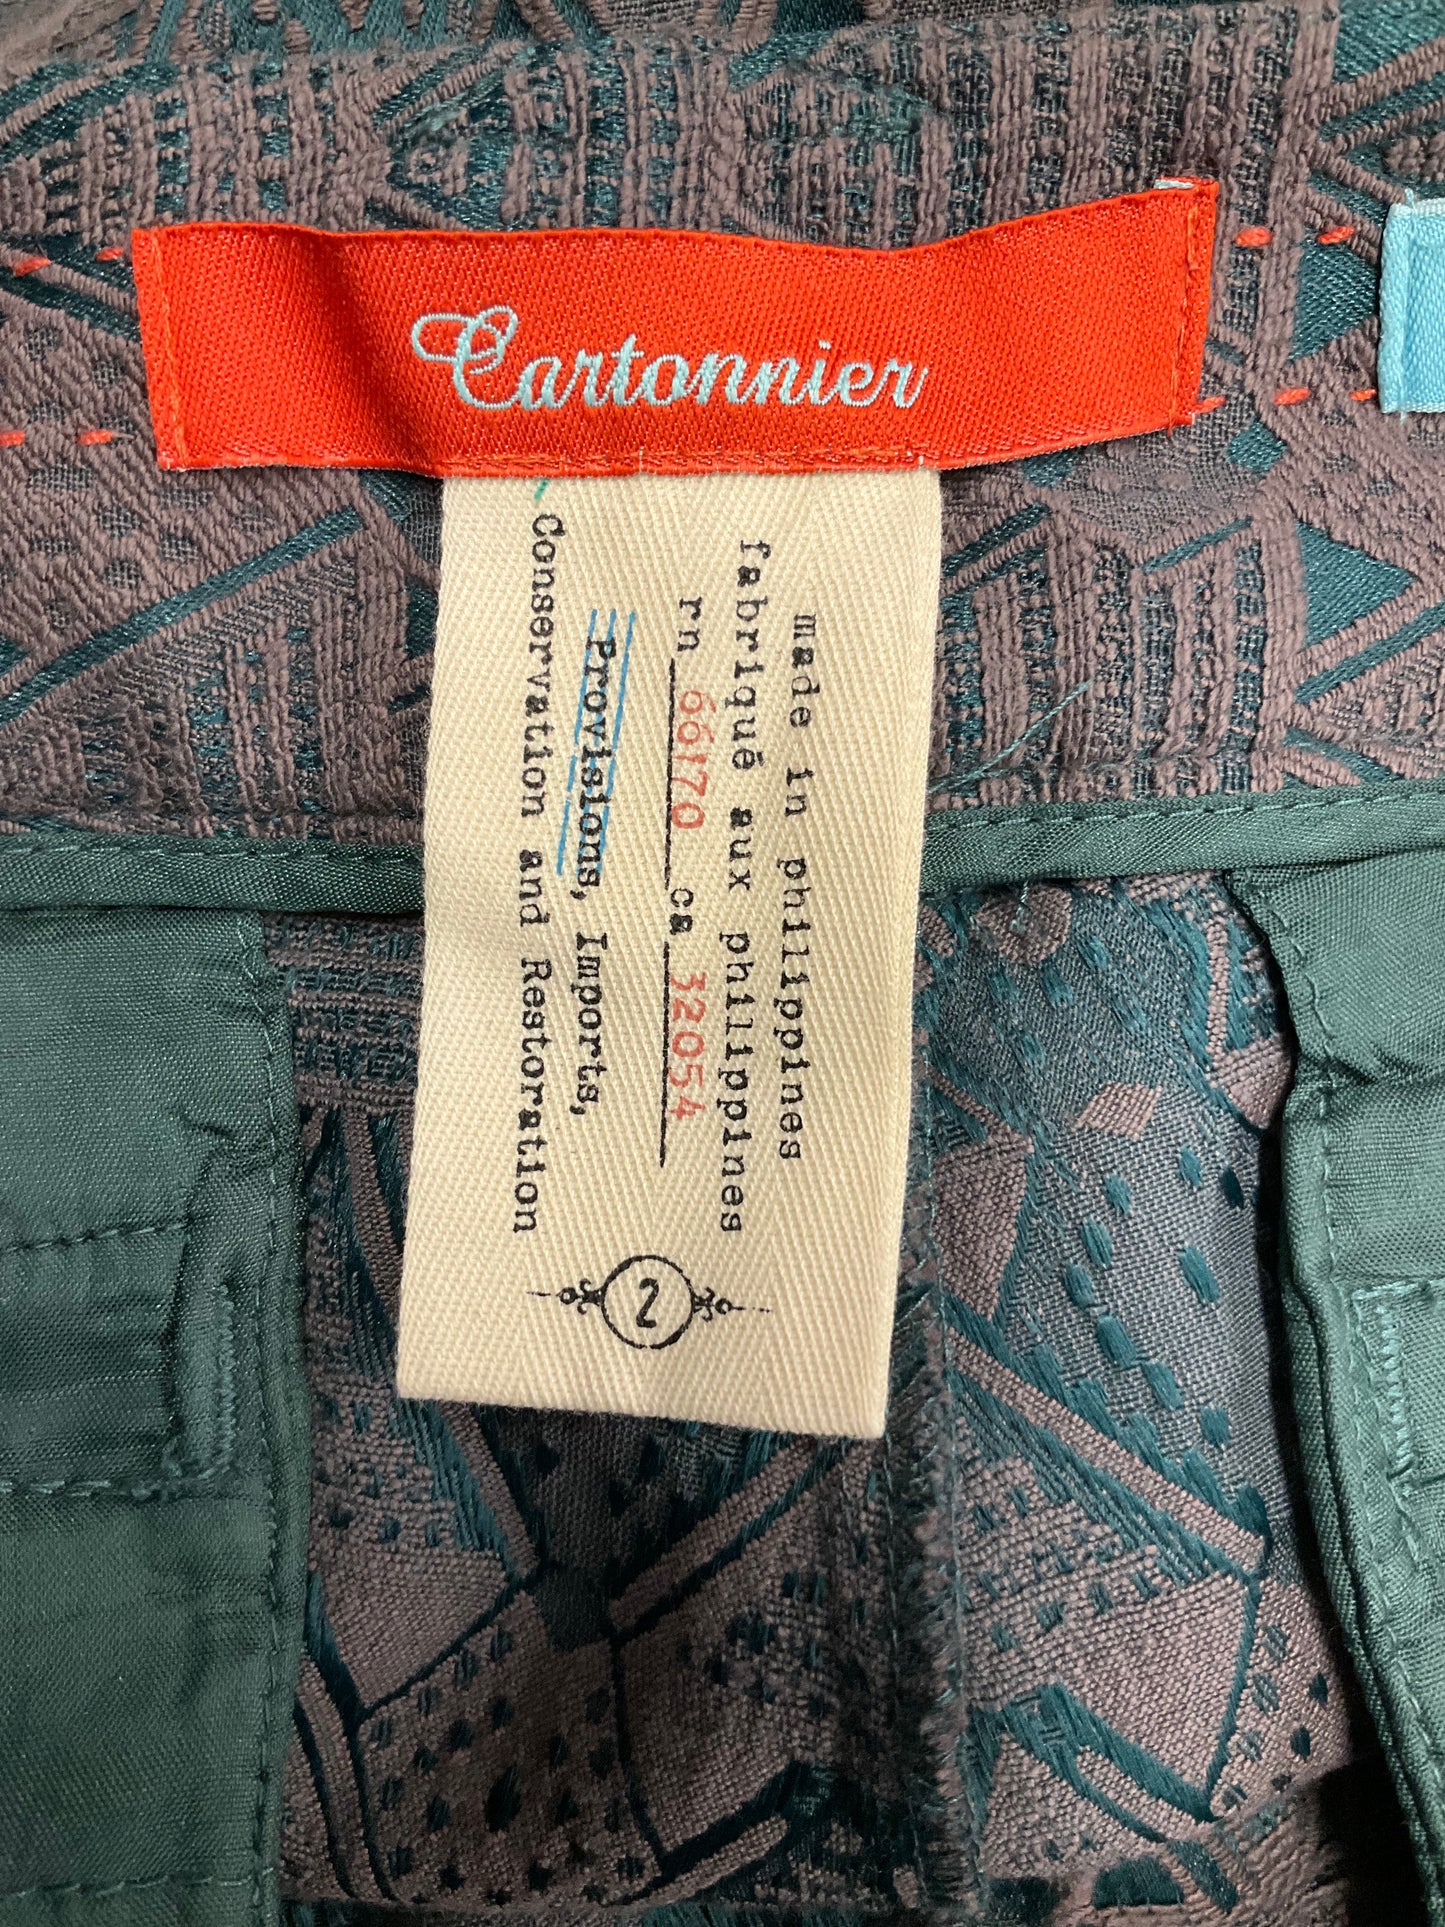 Cartonnier
made in philippines
fabriqué aux philippines
rn 66170 ca 32054
Provisions, Imports,
Conservation and Restoration
2